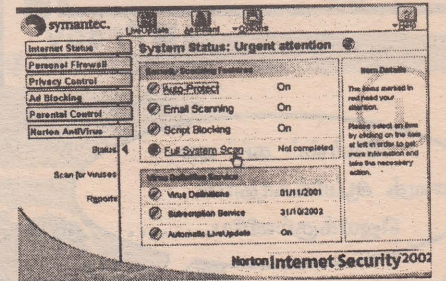 symantec.
LiveUpdate Assistant Options Help
Internet Status
Personal Firewall
Privacy Control
Ad Blocking
Parental Control
Norton AntiVirus
Status
Scan for Viruses
Reports
System Status: Urgent attention
Security Scanning Features
Auto-Protect On
Email Scanning On
Script Blocking On
Full System Scan Not completed
Virus Definition Service
Virus Definitions 01/11/2001
Subscription Service 31/10/2002
Automatic LiveUpdate On
Item Details
The items marked in
red need your
attention.
Please select an item
by clicking on the item
at left in order to get
more information and
take the necessary
action.
Norton Internet Security 2002